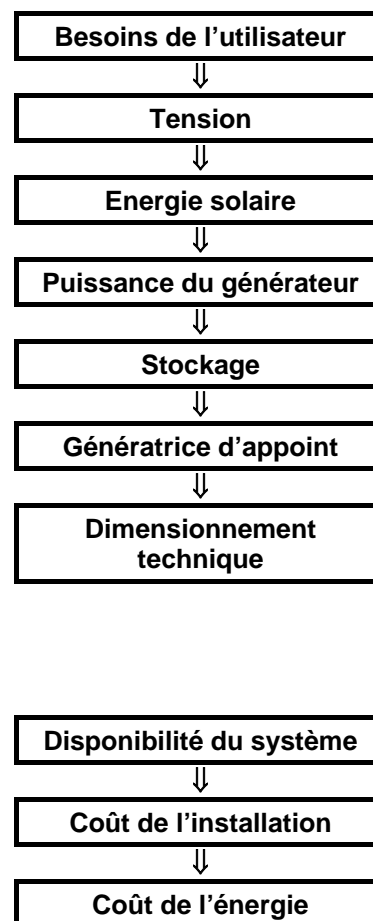 Besoins de l’utilisateur
⇓
Tension
⇓
Energie solaire
⇓
Puissance du générateur
⇓
Stockage
⇓
Génératrice d’appoint
⇓
Dimensionnement
technique
Disponibilité du système
⇓
Coût de l’installation
⇓
Coût de l’énergie